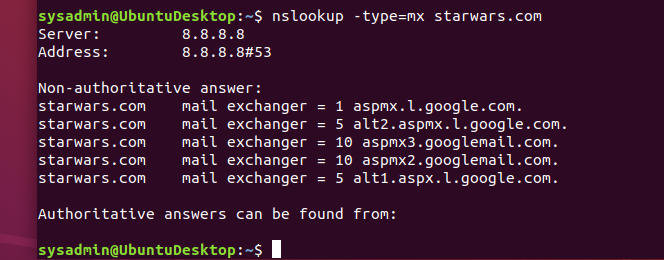 sysadmin@UbuntuDesktop:~$ nslookup -type=mx starwars.com
Server: 8.8.8.8
Address: 8.8.8.8#53
Non-authoritative answer:
starwars.com mail exchanger = 1 aspmx.l.google.com.
starwars.com mail exchanger = 5 alt2.aspmx.l.google.com.
starwars.com mail exchanger = 10 aspmx3.googlemail.com.
starwars.com mail exchanger = 10 aspmx2.googlemail.com.
starwars.com mail exchanger = 5 alt1.aspx.l.google.com.
Authoritative answers can be found from:
sysadmin@UbuntuDesktop:~$